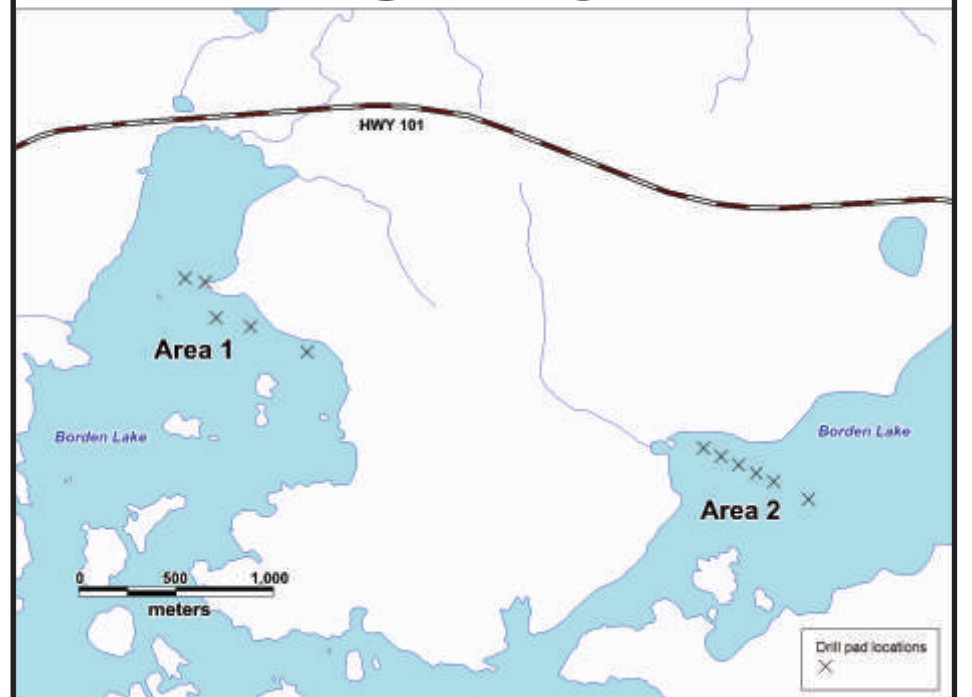 HWY 101
Area 1
Borden Lake
Borden Lake
Area 2
0 500 1,000
meters
Drill pad locations